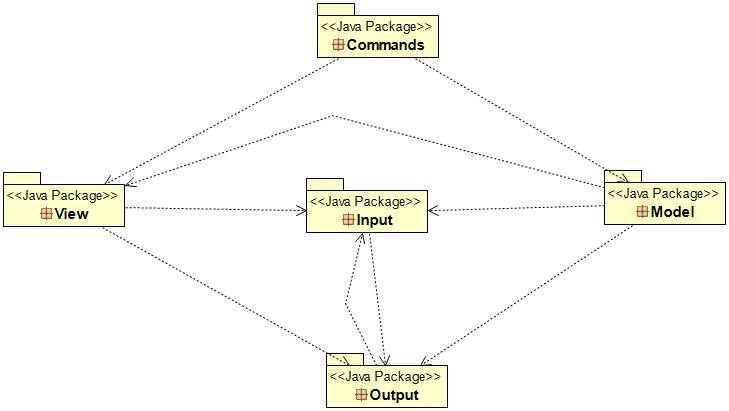 <<Java Package>>
Commands
<<Java Package>>
View
<<Java Package>>
Input
<<Java Package>>
Model
<<Java Package>>
Output